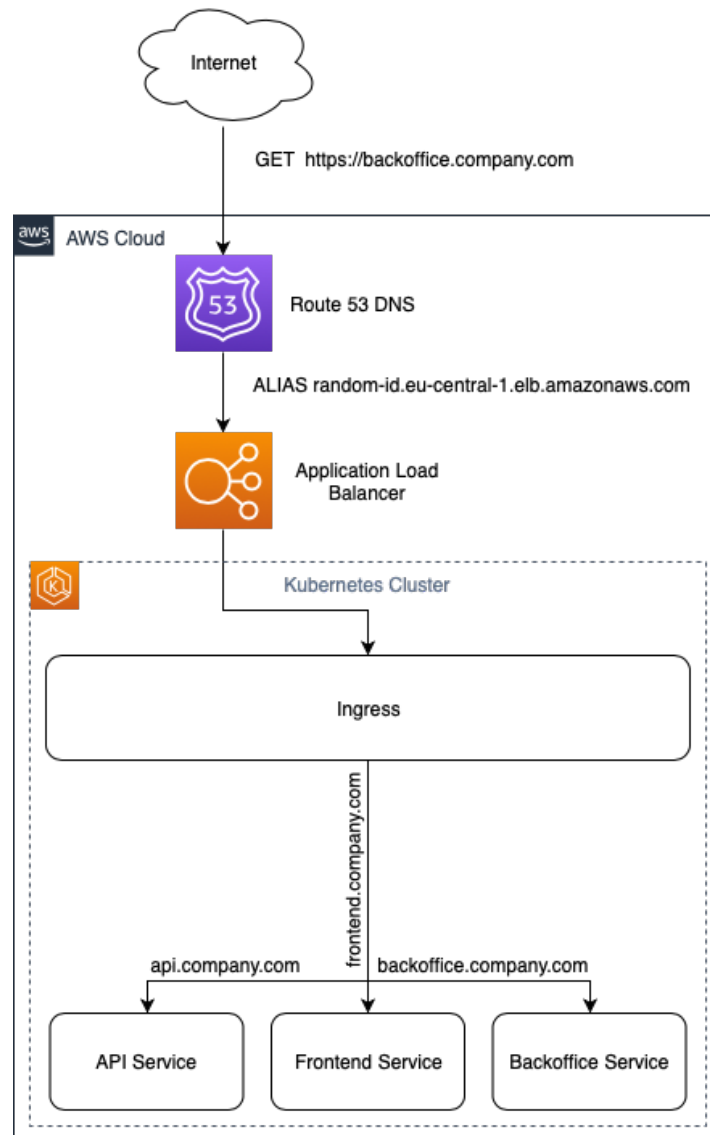 Internet
GET https://backoffice.company.com
aws
AWS Cloud
53
Route 53 DNS
ALIAS random-id.eu-central-1.elb.amazonaws.com
Application Load
Balancer
K
Kubernetes Cluster
Ingress
frontend.company.com
api.company.com
backoffice.company.com
API Service
Frontend Service
Backoffice Service